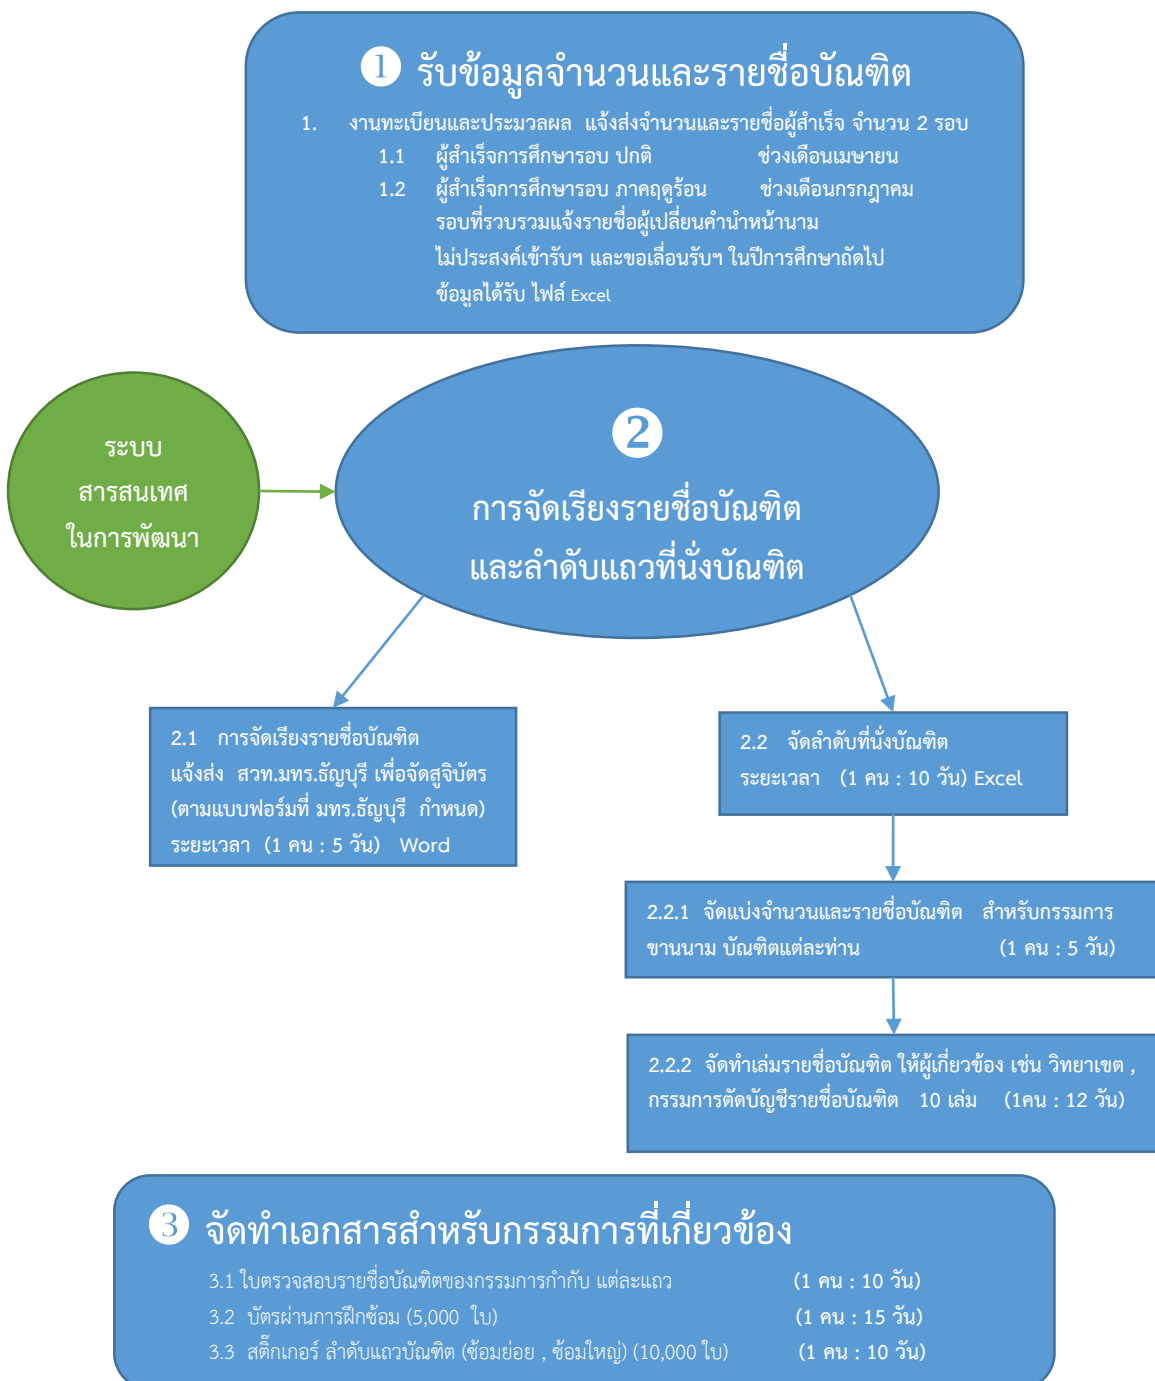 ❶ รับข้อมูลจำนวนและรายชื่อบัณฑิต
1. งานทะเบียนและประมวลผล แจ้งส่งจำนวนและรายชื่อผู้สำเร็จ จำนวน 2 รอบ
1.1 ผู้สำเร็จการศึกษารอบ ปกติ ช่วงเดือนเมษายน
1.2 ผู้สำเร็จการศึกษารอบ ภาคฤดูร้อน ช่วงเดือนกรกฎาคม
รอบที่รวบรวมแจ้งรายชื่อผู้เปลี่ยนคำนำหน้านาม
ไม่ประสงค์เข้ารับฯ และขอเลื่อนรับฯ ในปีการศึกษาถัดไป
ข้อมูลได้รับ ไฟล์ Excel
ระบบ
สารสนเทศ
ในการพัฒนา
❷
การจัดเรียงรายชื่อบัณฑิต
และลำดับแถวที่นั่งบัณฑิต
2.1 การจัดเรียงรายชื่อบัณฑิต
แจ้งส่ง สวท.มทร.ธัญบุรี เพื่อจัดสูจิบัตร
(ตามแบบฟอร์มที่ มทร.ธัญบุรี กำหนด)
ระยะเวลา (1 คน : 5 วัน) Word
2.2 จัดลำดับที่นั่งบัณฑิต
ระยะเวลา (1 คน : 10 วัน) Excel
2.2.1 จัดแบ่งจำนวนและรายชื่อบัณฑิต สำหรับกรรมการ
ขานนาม บัณฑิตแต่ละท่าน (1 คน : 5 วัน)
2.2.2 จัดทำเล่มรายชื่อบัณฑิต ให้ผู้เกี่ยวข้อง เช่น วิทยาเขต ,
กรรมการตัดบัญชีรายชื่อบัณฑิต 10 เล่ม (1คน : 12 วัน)
❸ จัดทำเอกสารสำหรับกรรมการที่เกี่ยวข้อง
3.1 ใบตรวจสอบรายชื่อบัณฑิตของกรรมการกำกับ แต่ละแถว (1 คน : 10 วัน)
3.2 บัตรผ่านการฝึกซ้อม (5,000 ใบ) (1 คน : 15 วัน)
3.3 สติ๊กเกอร์ ลำดับแถวบัณฑิต (ซ้อมย่อย , ซ้อมใหญ่) (10,000 ใบ) (1 คน : 10 วัน)